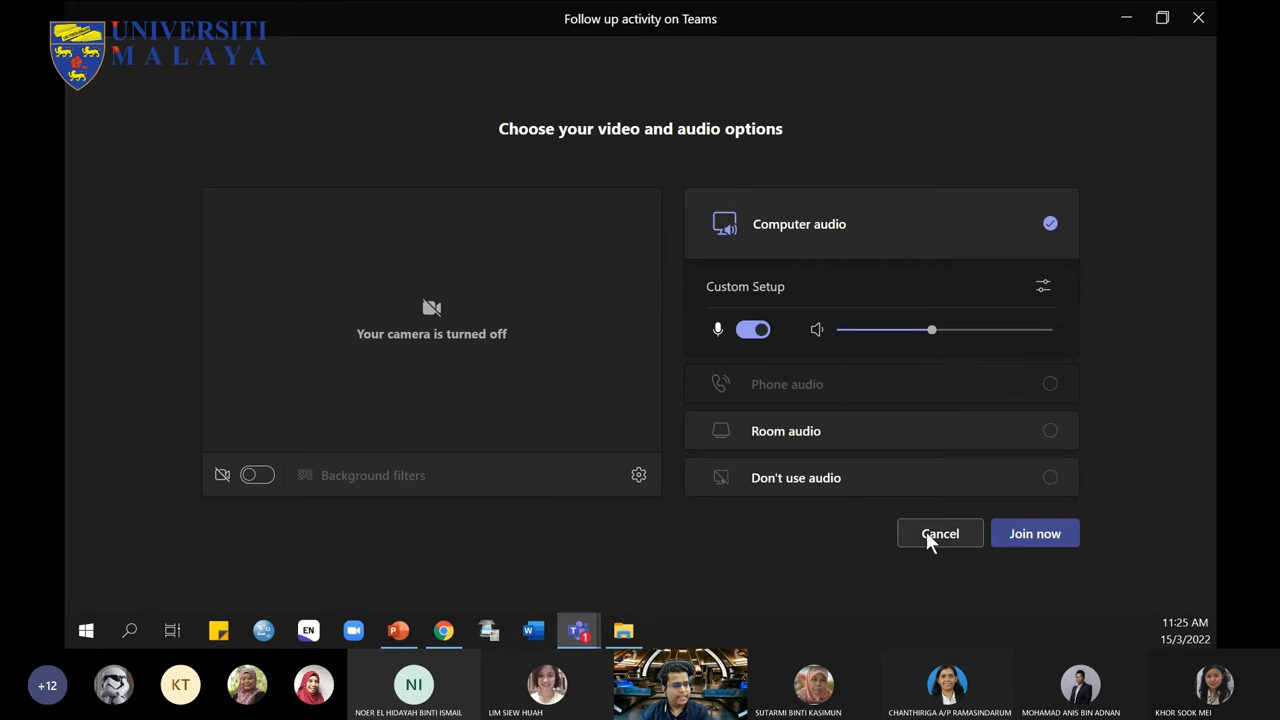 Follow up activity on Teams
UNIVERSITI
MALAYA
Choose your video and audio options
Computer audio
Custom Setup
Your camera is turned off
Phone audio
Room audio
Background filters
Don't use audio
Cancel
Join now
EN
1
11:25 AM
15/3/2022
+12
KT
NI
NOER EL HIDAYAH BINTI ISMAIL
LIM SIEW HUAH
SUTARMI BINTI KASIMUN
CHANTHIRIGA A/P RAMASINDARUM
MOHAMAD ANIS BIN ADNAN
KHOR SOOK MEI